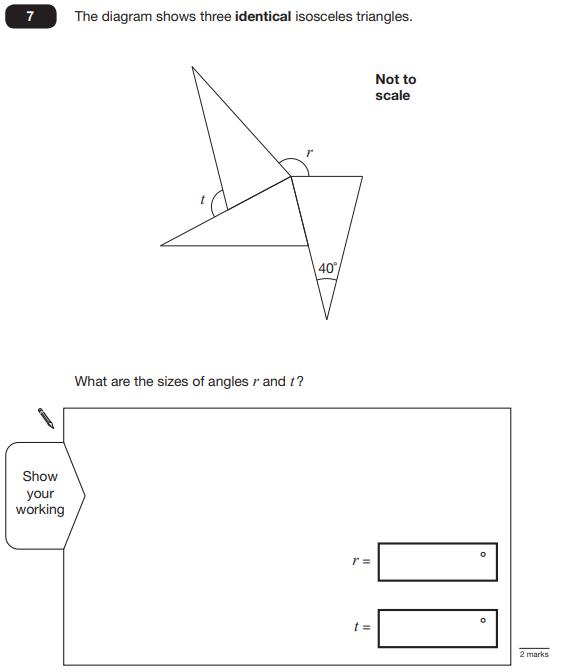 7
The diagram shows three identical isosceles triangles.
Not to
scale
r
t
40°
What are the sizes of angles r and t?
Show
your
working
r = °
t = °
2 marks